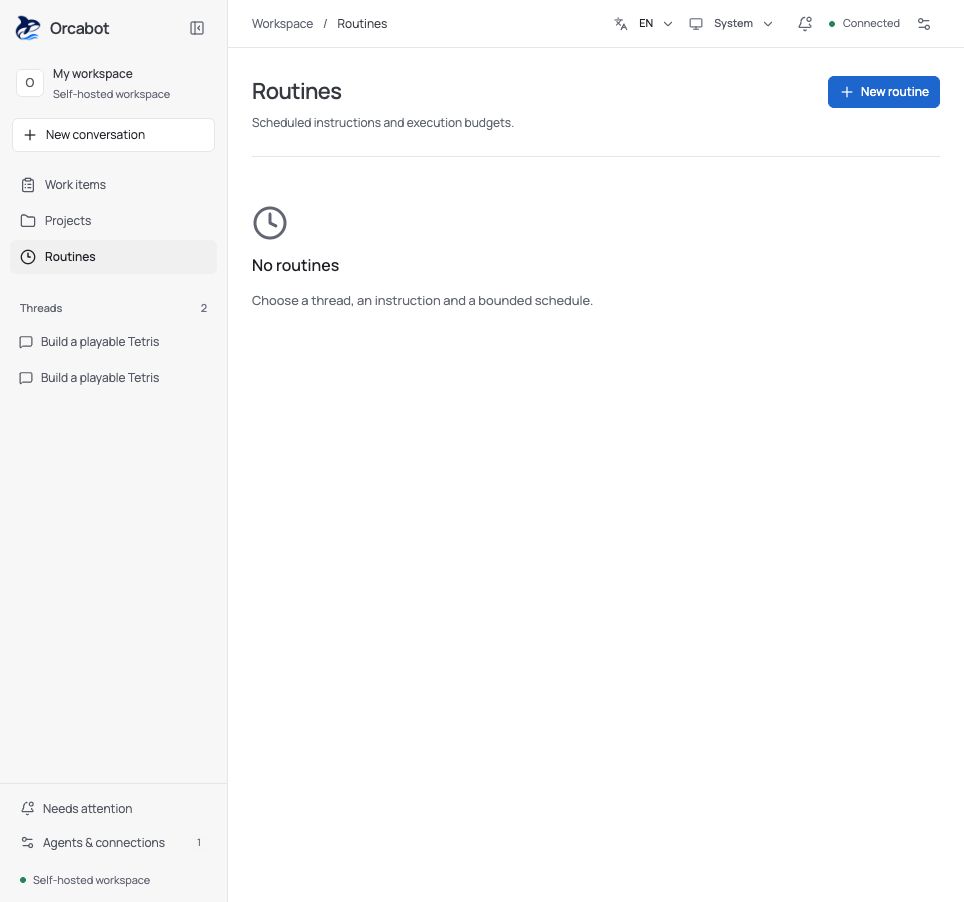 Orcabot
O
My workspace
Self-hosted workspace
New conversation
Work items
Projects
Routines
Threads 2
Build a playable Tetris
Build a playable Tetris
Needs attention
Agents & connections 1
Self-hosted workspace
Workspace / Routines
EN
System
Connected
Routines
New routine
Scheduled instructions and execution budgets.
No routines
Choose a thread, an instruction and a bounded schedule.